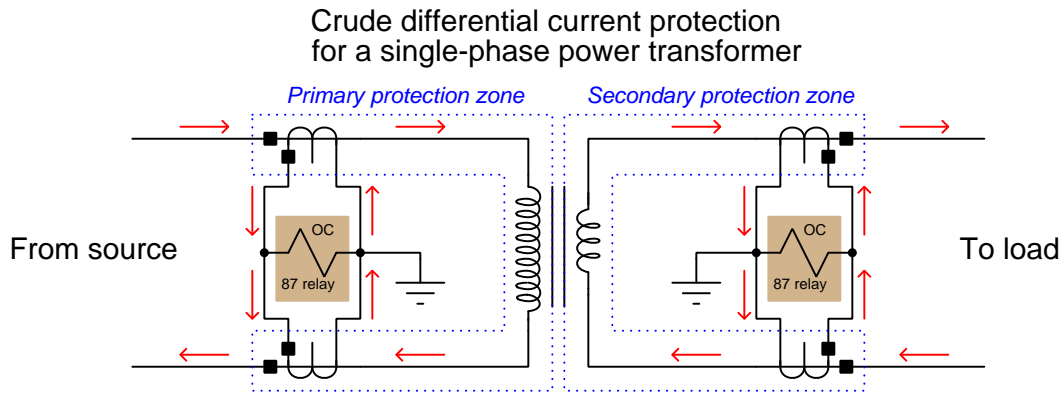 Crude differential current protection
for a single-phase power transformer
Primary protection zone
Secondary protection zone
From source
OC
87 relay
OC
87 relay
To load